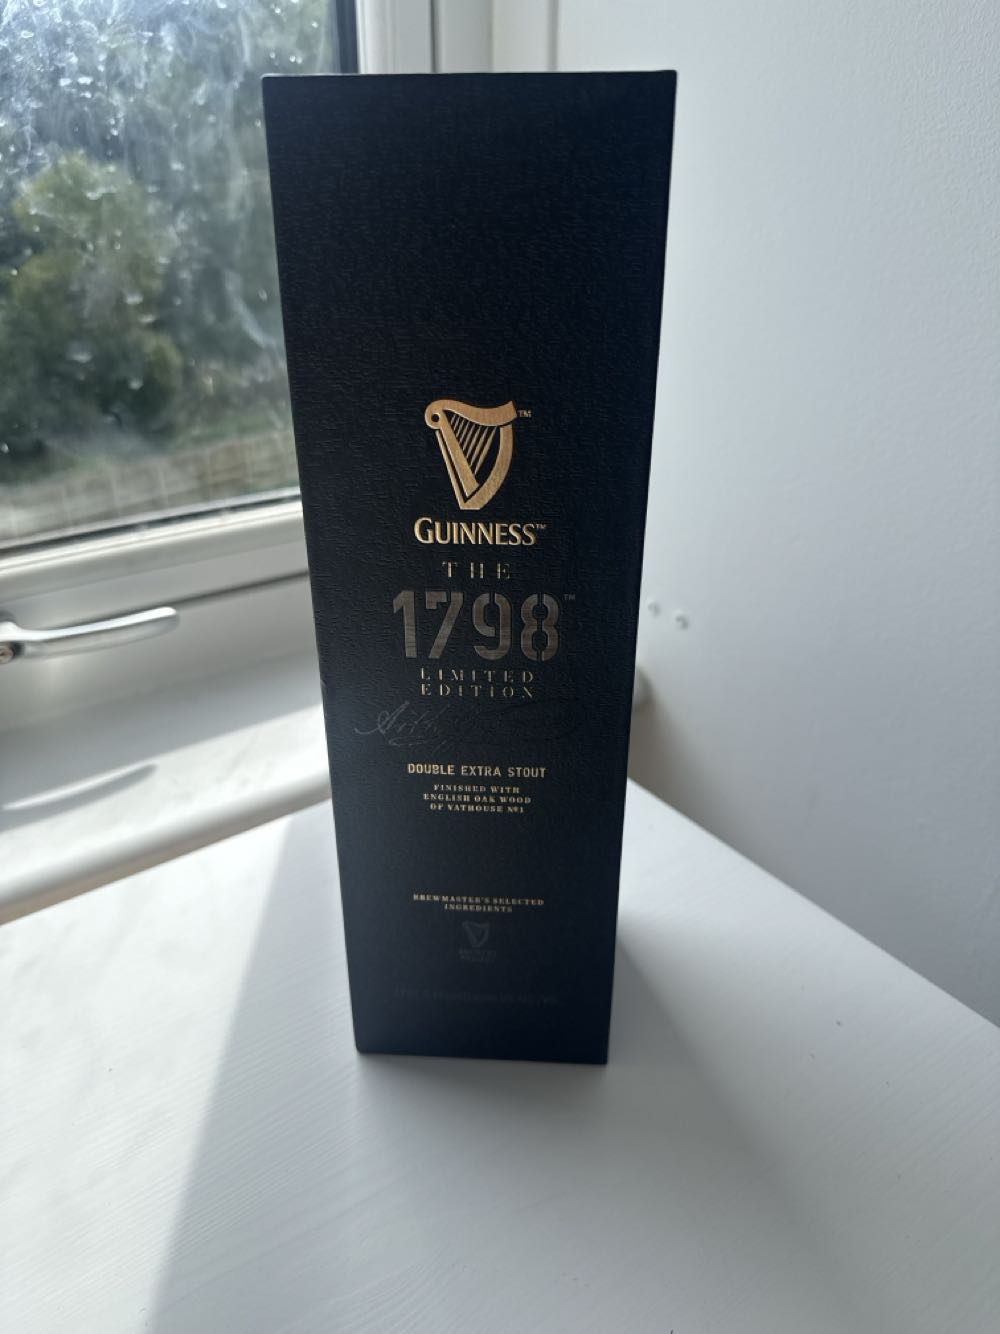 ™
GUINNESS™
THE
1798™
LIMITED
EDITION
DOUBLE EXTRA STOUT
FINISHED WITH
ENGLISH OAK WOOD
OF VATHOUSE Nº1
BREWMASTER'S SELECTED
INGREDIENTS